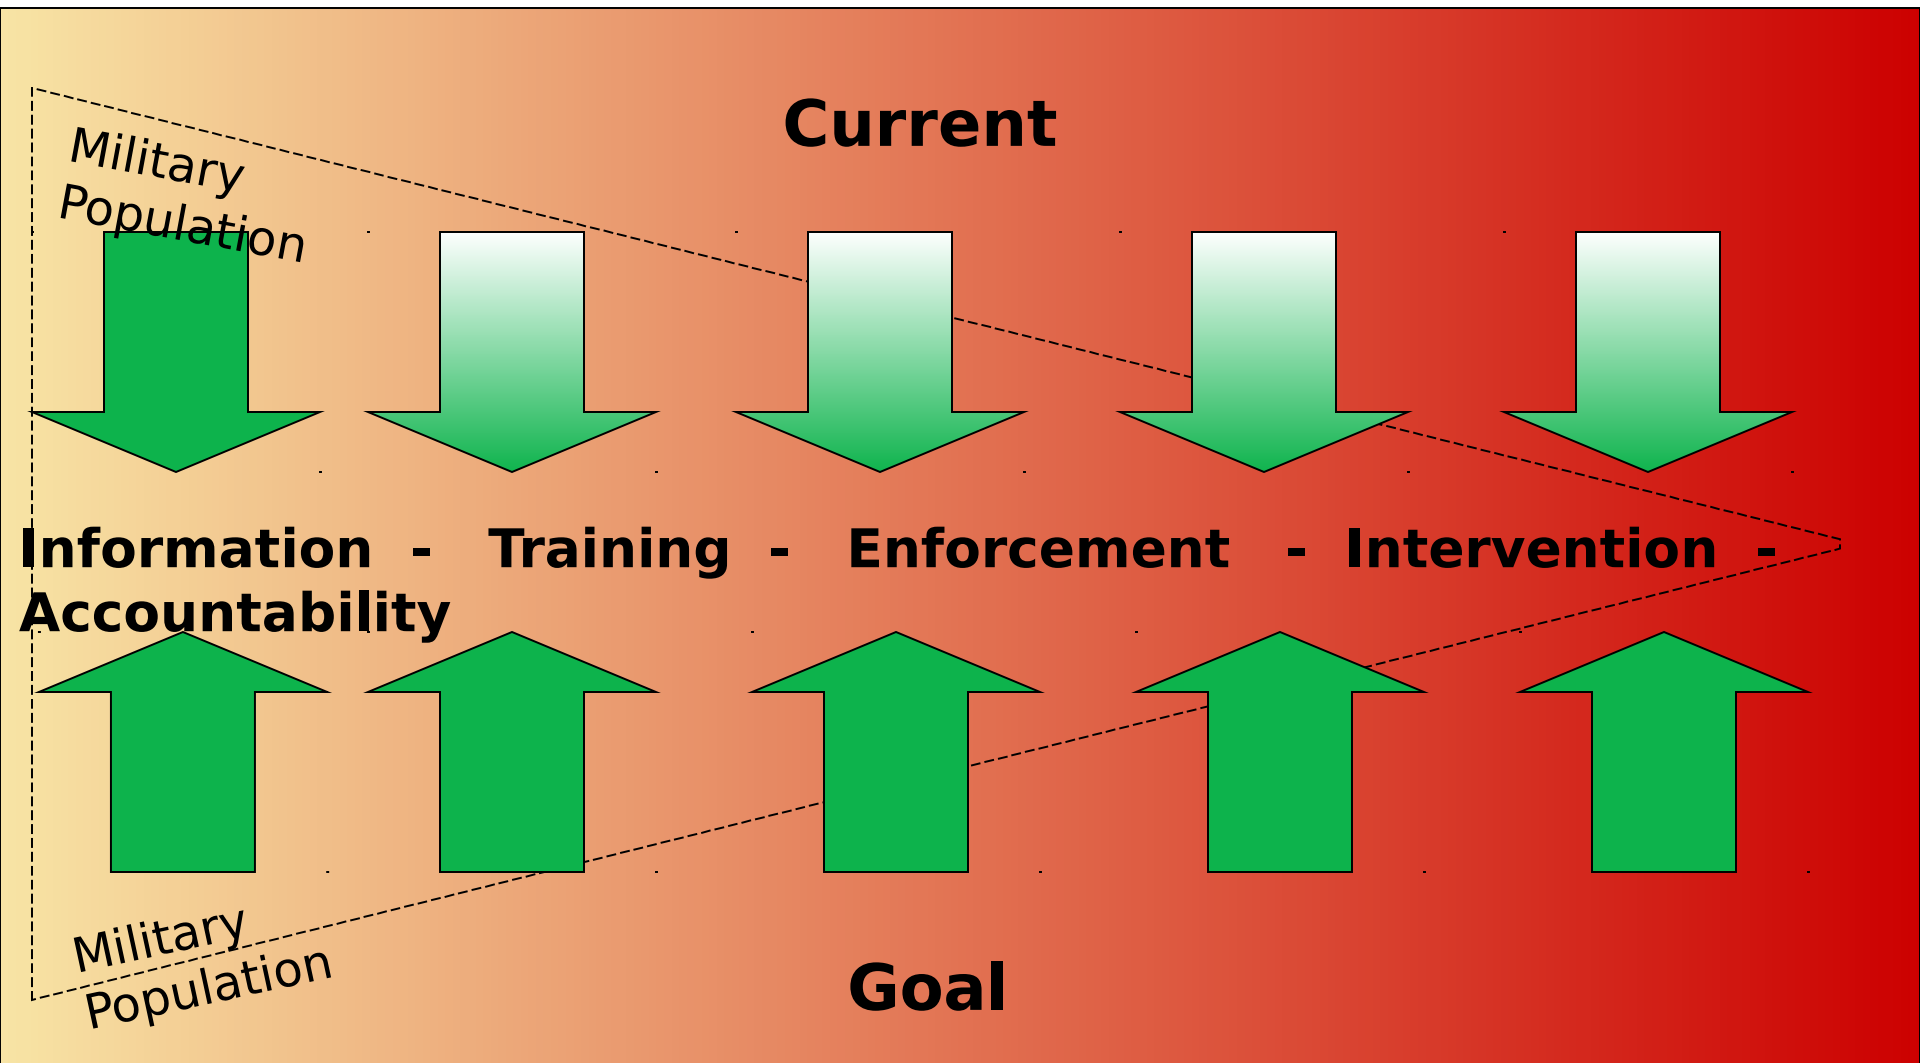 Current
Military
Population
Information - Training - Enforcement - Intervention -
Accountability
Military
Population
Goal